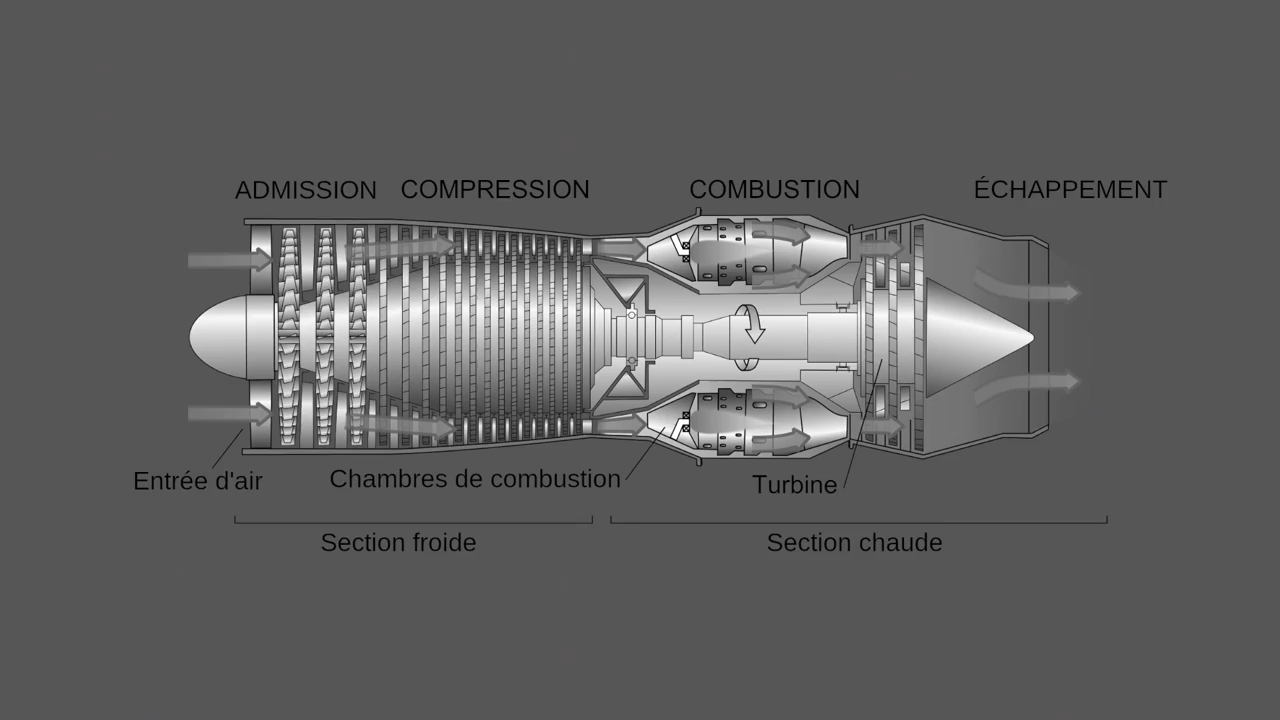 ADMISSION COMPRESSION COMBUSTION ÉCHAPPEMENT
Entrée d'air Chambres de combustion Turbine
Section froide Section chaude